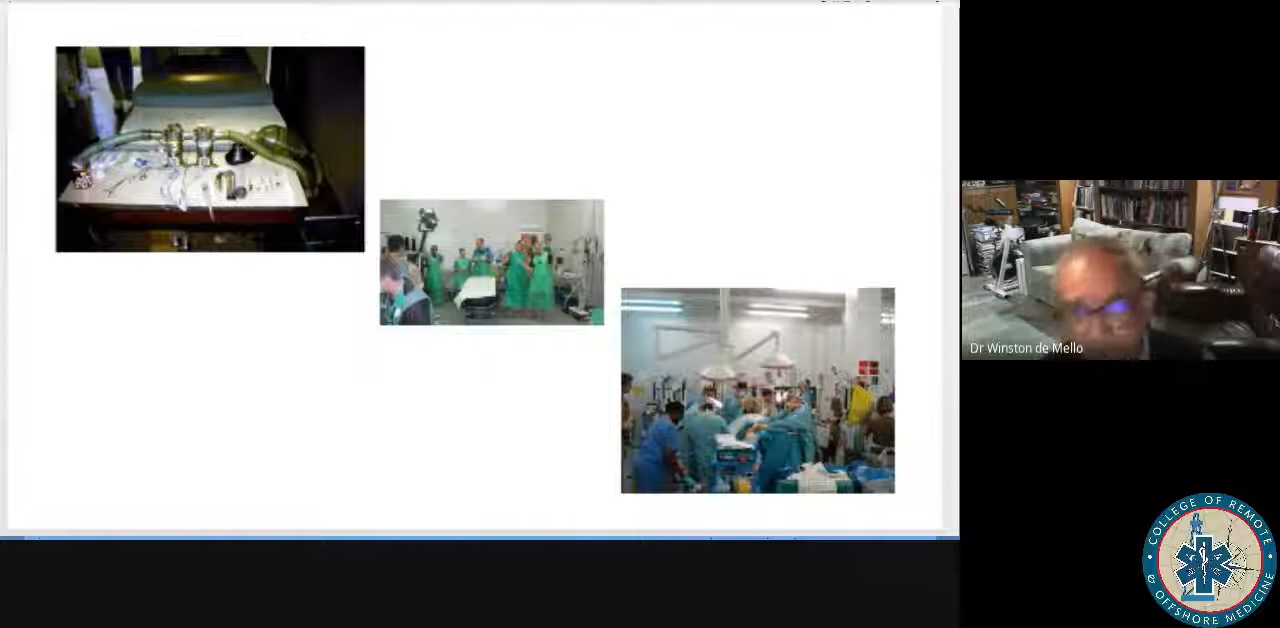 Dr Winston de Mello
COLLEGE OF REMOTE
& OFFSHORE MEDICINE